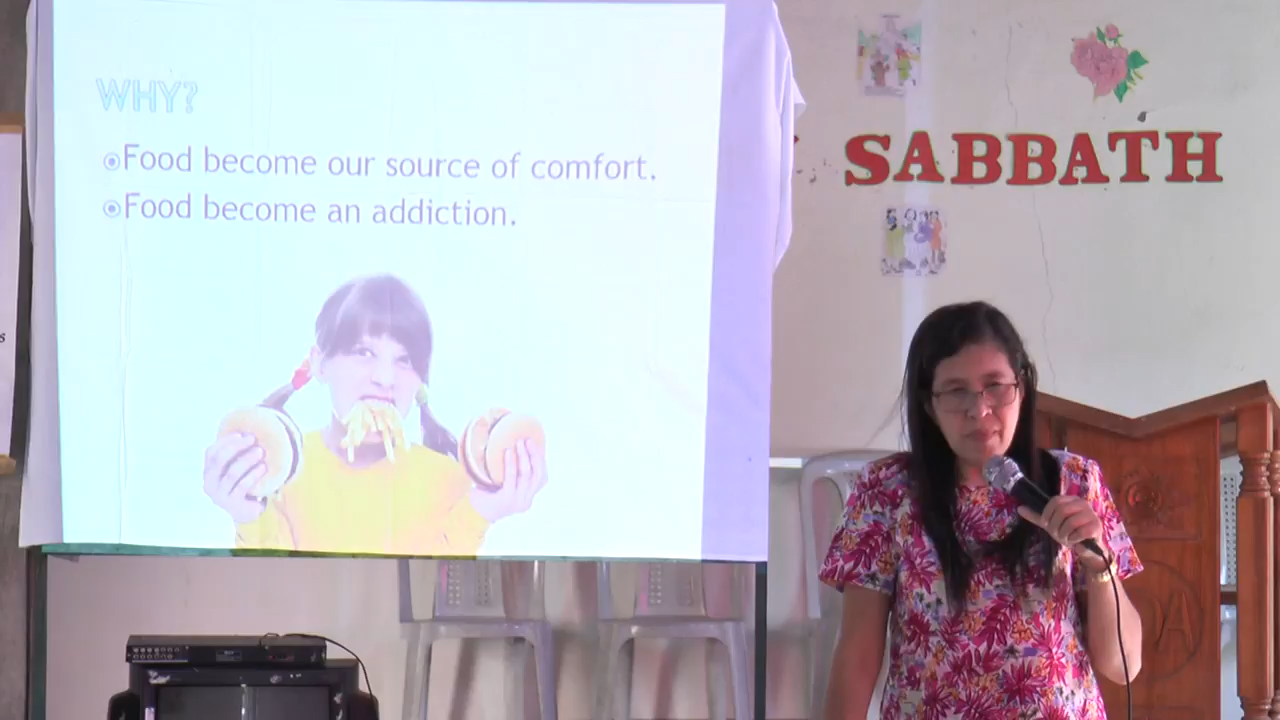 WHY?
Food become our source of comfort.
Food become an addiction.
SABBATH
s
A